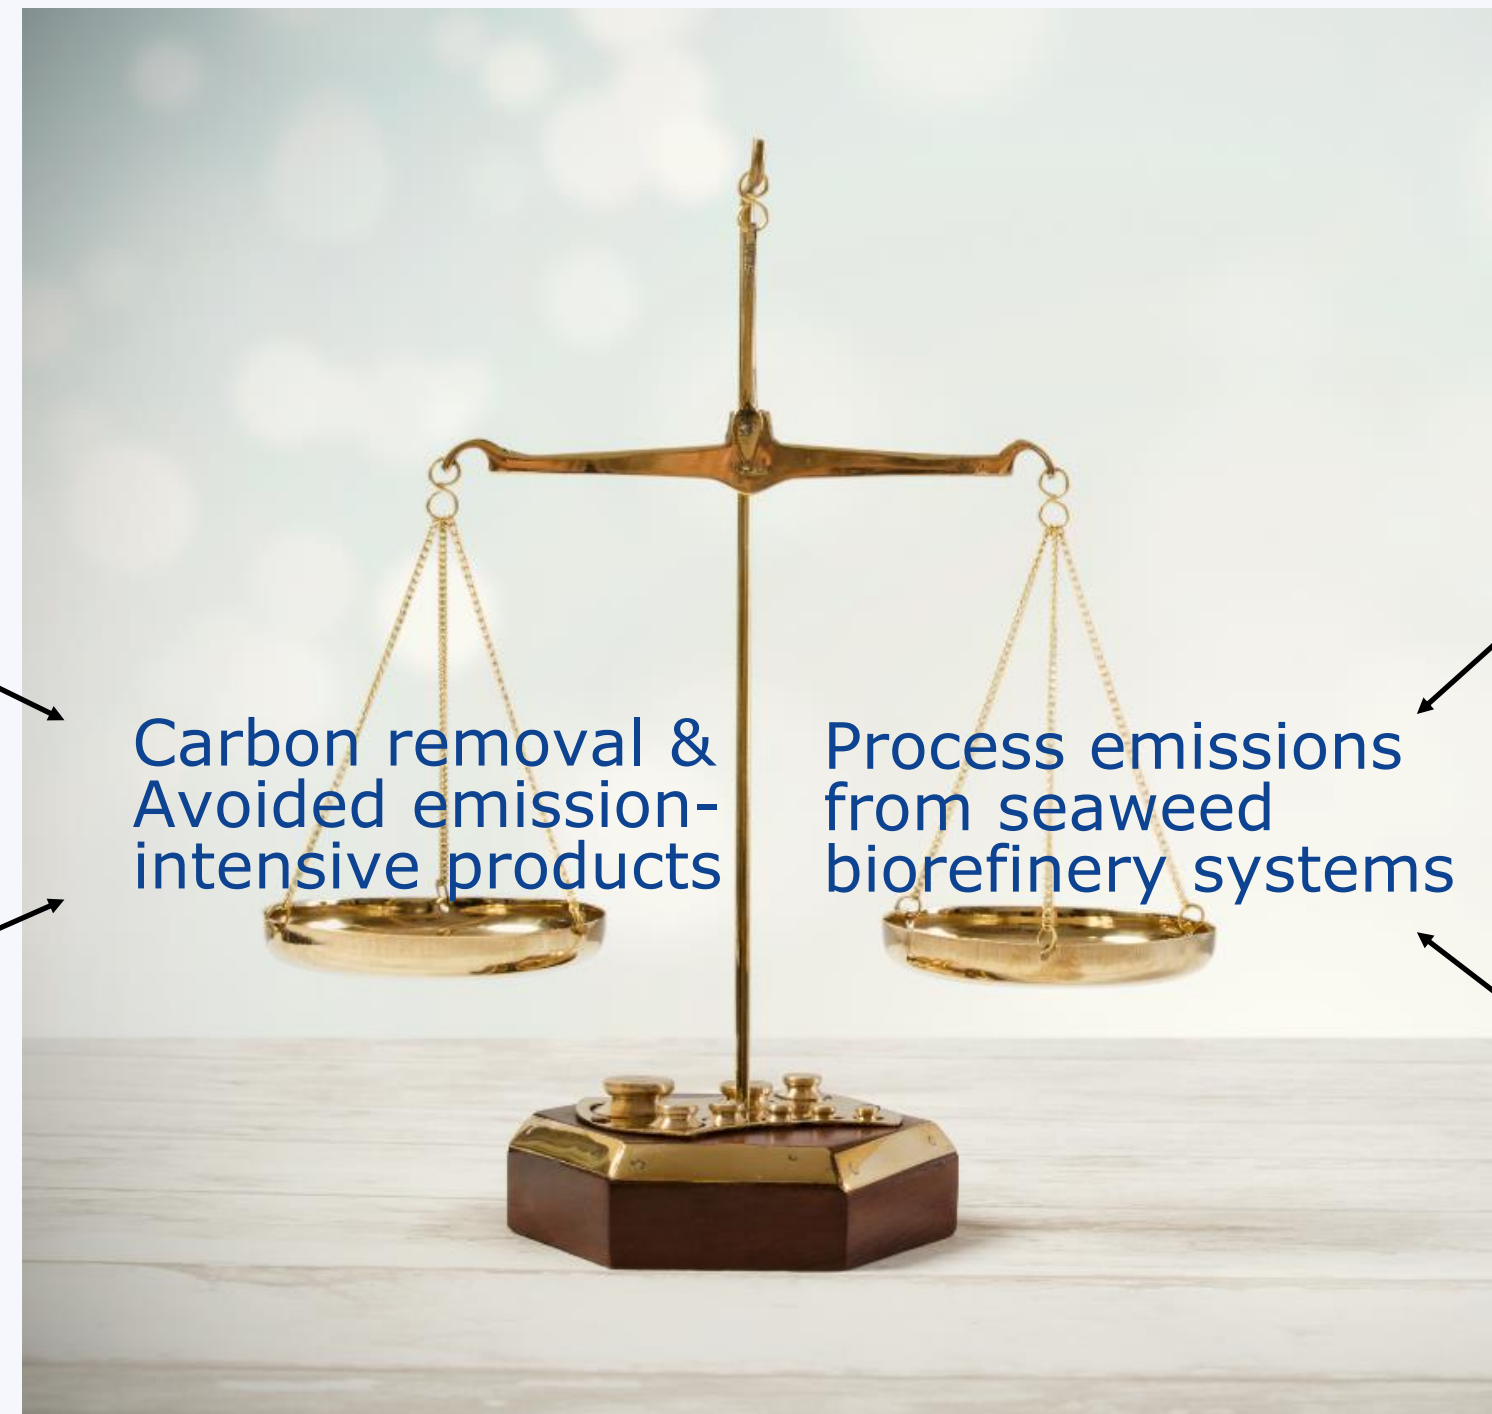 Carbon removal &
Avoided emission-
intensive products
Process emissions
from seaweed
biorefinery systems